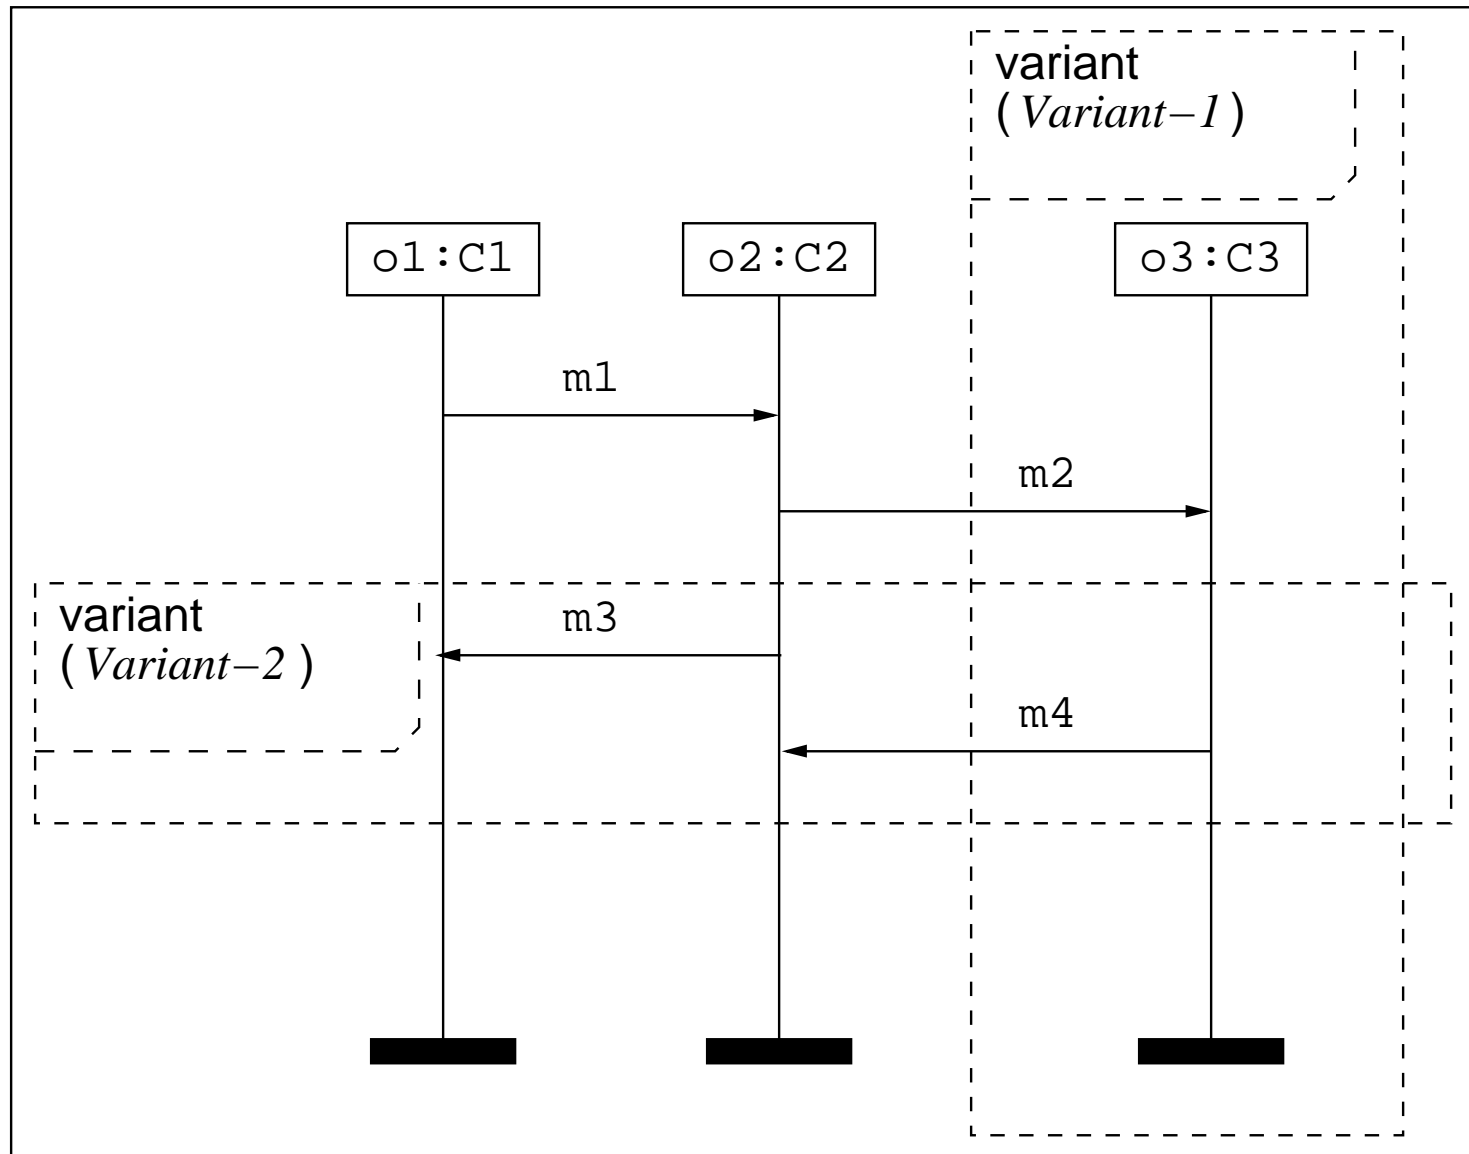 variant
(Variant−1)
o1:C1 o2:C2 o3:C3
m1
m2
variant
(Variant−2)
m3
m4